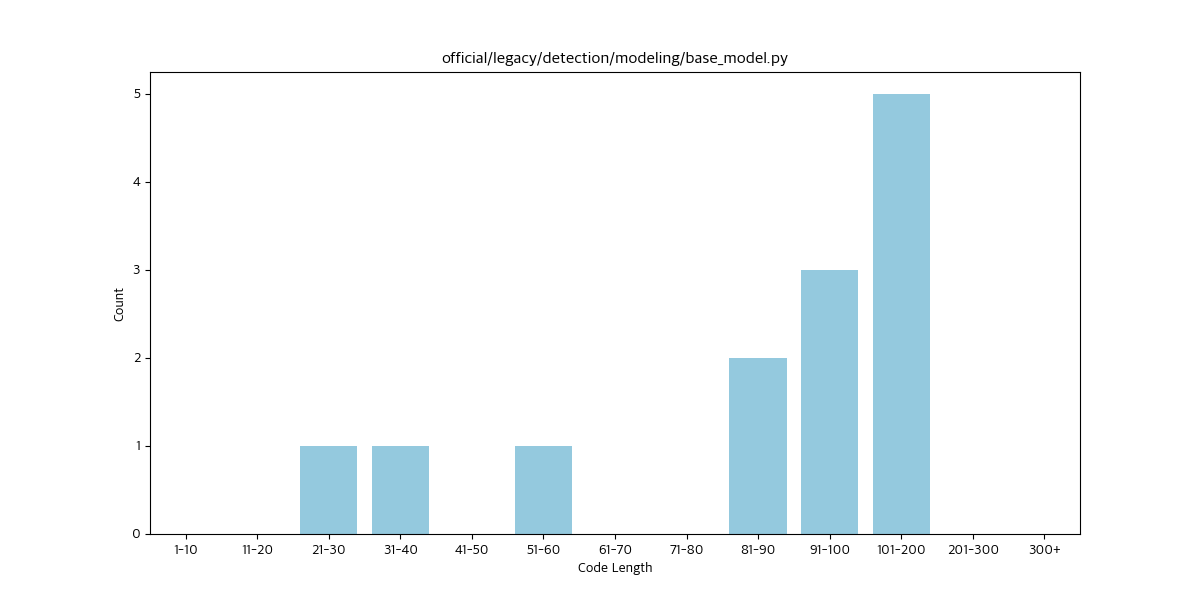 official/legacy/detection/modeling/base_model.py
5
4
3
2
1
0
Count
1-10 11-20 21-30 31-40 41-50 51-60 61-70 71-80 81-90 91-100 101-200 201-300 300+
Code Length